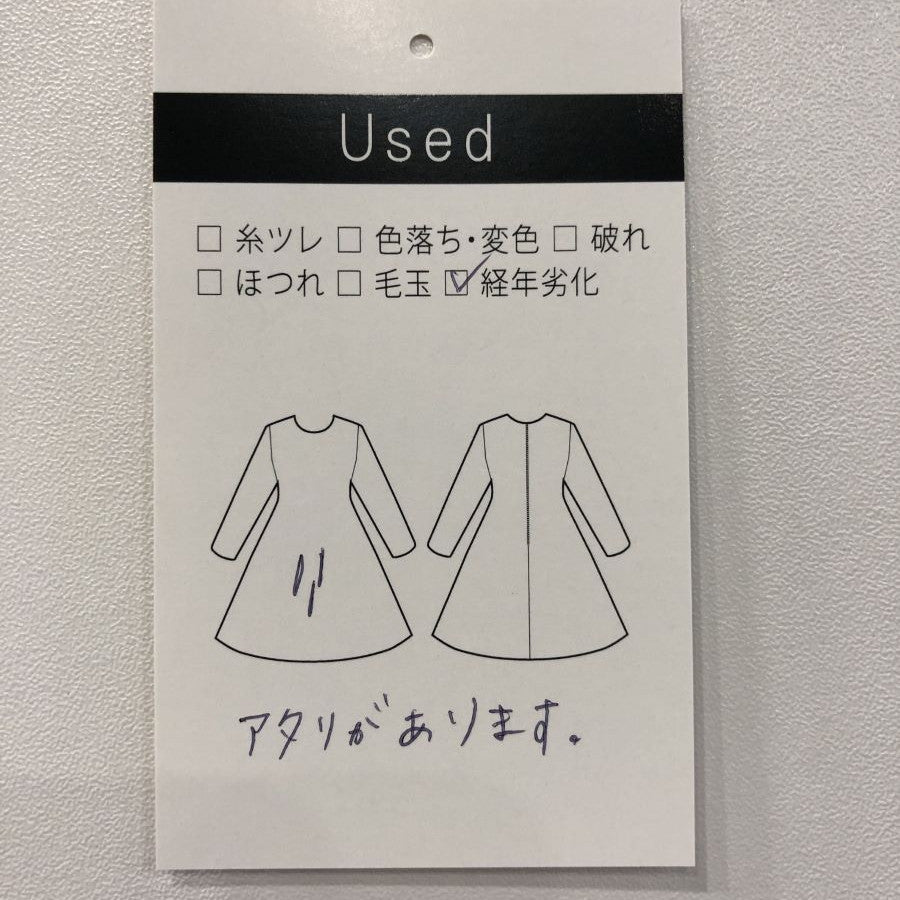 Used
□ 糸ツレ □ 色落ち・変色 □ 破れ
□ ほつれ □ 毛玉 ☑ 経年劣化
アタリがあります。